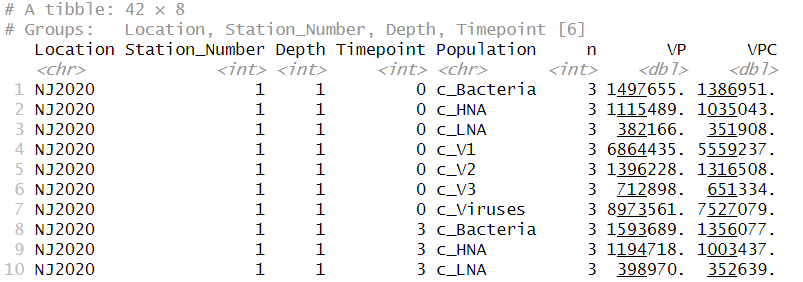 # A tibble: 42 × 8
# Groups: Location, Station_Number, Depth, Timepoint [6]
Location Station_Number Depth Timepoint Population n VP VPC
<chr> <int> <int> <int> <chr> <int> <dbl> <dbl>
1 NJ2020 1 1 0 c_Bacteria 3 1497655. 1386951.
2 NJ2020 1 1 0 c_HNA 3 1115489. 1035043.
3 NJ2020 1 1 0 c_LNA 3 382166. 351908.
4 NJ2020 1 1 0 c_V1 3 6864435. 5559237.
5 NJ2020 1 1 0 c_V2 3 1396228. 1316508.
6 NJ2020 1 1 0 c_V3 3 712898. 651334.
7 NJ2020 1 1 0 c_Viruses 3 8973561. 7527079.
8 NJ2020 1 1 3 c_Bacteria 3 1593689. 1356077.
9 NJ2020 1 1 3 c_HNA 3 1194718. 1003437.
10 NJ2020 1 1 3 c_LNA 3 398970. 352639.